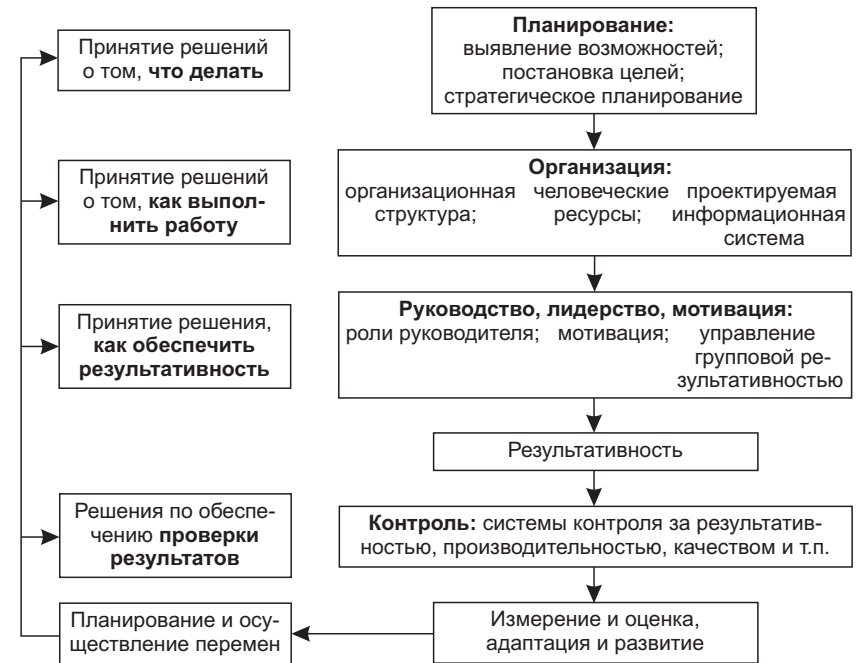 Принятие решений
о том, что делать
Планирование:
выявление возможностей;
постановка целей;
стратегическое планирование
Принятие решений
о том, как выпол-
нить работу
Организация:
организационная человеческие проектируемая
структура; ресурсы; информационная
система
Принятие решения,
как обеспечить
результативность
Руководство, лидерство, мотивация:
роли руководителя; мотивация; управление
групповой ре-
зультативностью
Результативность
Решения по обеспе-
чению проверки
результатов
Контроль: системы контроля за результатив-
ностью, производительностью, качеством и т.п.
Планирование и осу-
ществление перемен
Измерение и оценка,
адаптация и развитие